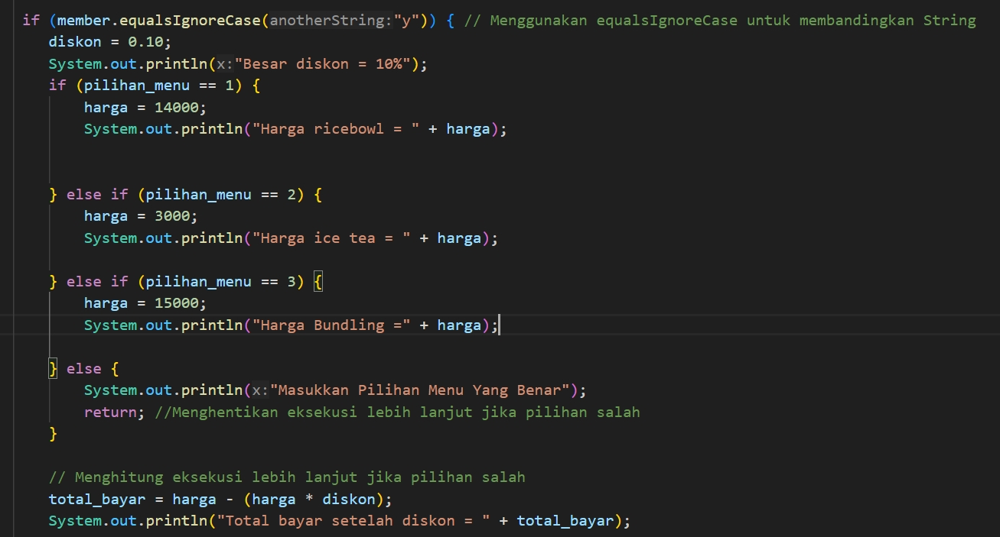 if (member.equalsIgnoreCase(anotherString:"y")) { // Menggunakan equalsIgnoreCase untuk membandingkan String
diskon = 0.10;
System.out.println(x:"Besar diskon = 10%");
if (pilihan_menu == 1) {
harga = 14000;
System.out.println("Harga ricebowl = " + harga);
} else if (pilihan_menu == 2) {
harga = 3000;
System.out.println("Harga ice tea = " + harga);
} else if (pilihan_menu == 3) {
harga = 15000;
System.out.println("Harga Bundling =" + harga);
} else {
System.out.println(x:"Masukkan Pilihan Menu Yang Benar");
return; //Menghentikan eksekusi lebih lanjut jika pilihan salah
}
// Menghitung eksekusi lebih lanjut jika pilihan salah
total_bayar = harga - (harga * diskon);
System.out.println("Total bayar setelah diskon = " + total_bayar);